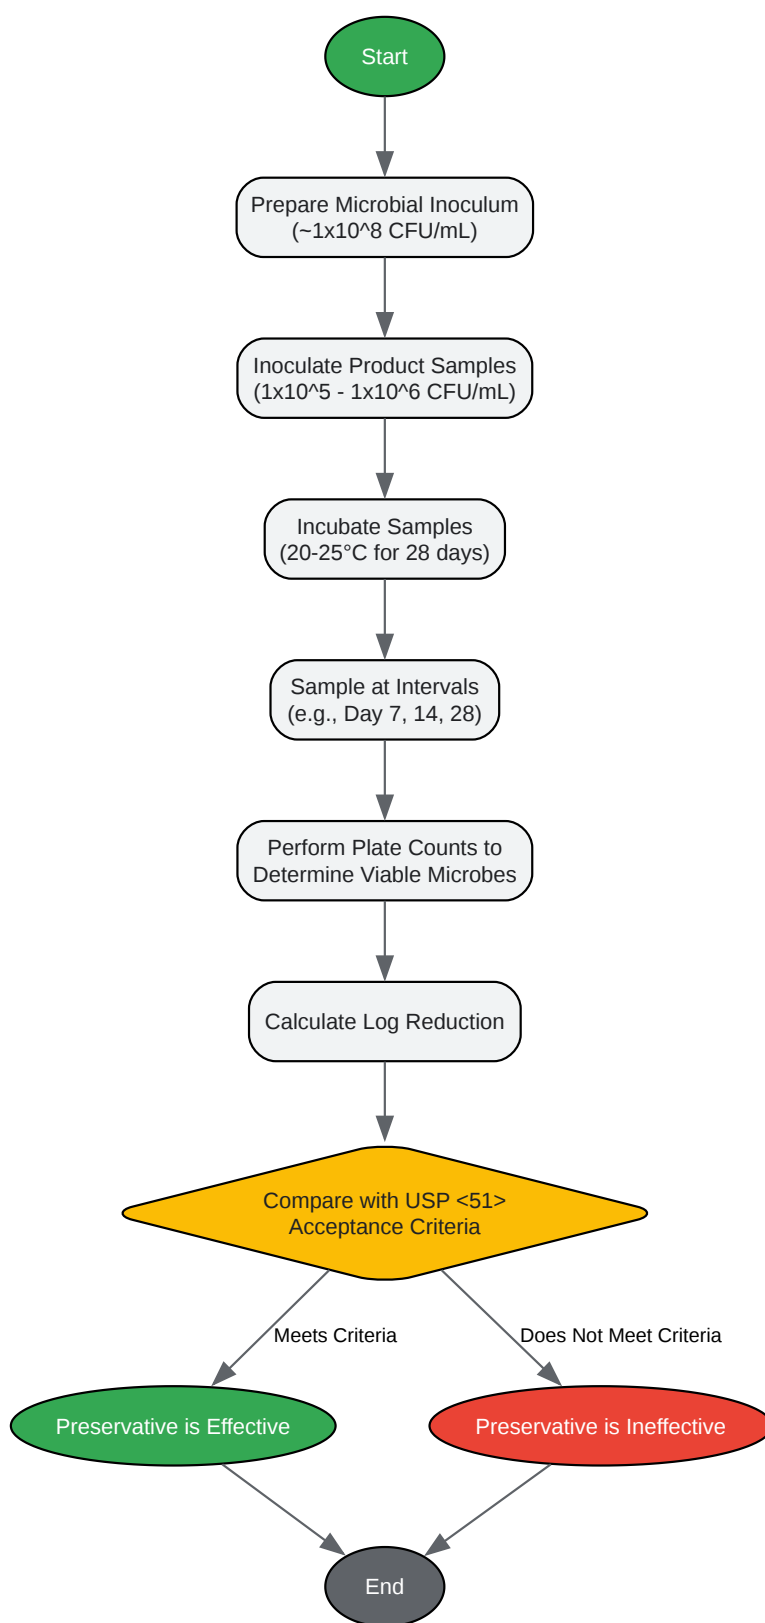 Start
Prepare Microbial Inoculum
(~1x10^8 CFU/mL)
Inoculate Product Samples
(1x10^5 - 1x10^6 CFU/mL)
Incubate Samples
(20-25°C for 28 days)
Sample at Intervals
(e.g., Day 7, 14, 28)
Perform Plate Counts to
Determine Viable Microbes
Calculate Log Reduction
Compare with USP <51>
Acceptance Criteria
Meets Criteria
Does Not Meet Criteria
Preservative is Effective
Preservative is Ineffective
End